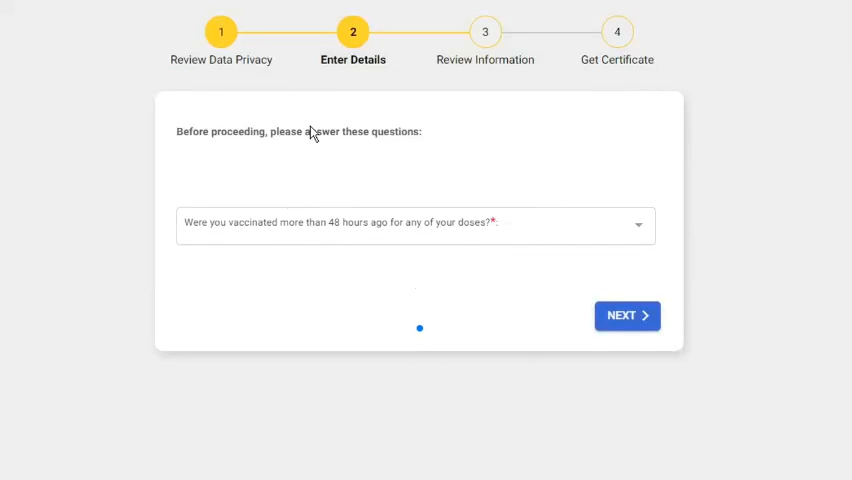 1 2 3 4
Review Data Privacy Enter Details Review Information Get Certificate
Before proceeding, please answer these questions:
Were you vaccinated more than 48 hours ago for any of your doses?*:
NEXT